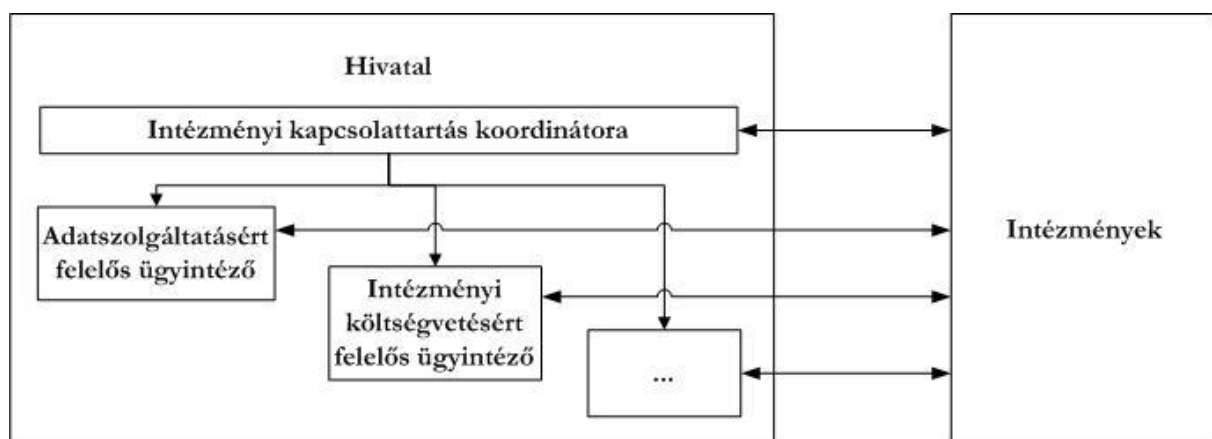 Hivatal
Intézményi kapcsolattartás koordinátora
Adatszolgáltatásért
felelős ügyintéző
Intézményi
költségvetésért
felelős ügyintéző
...
Intézmények